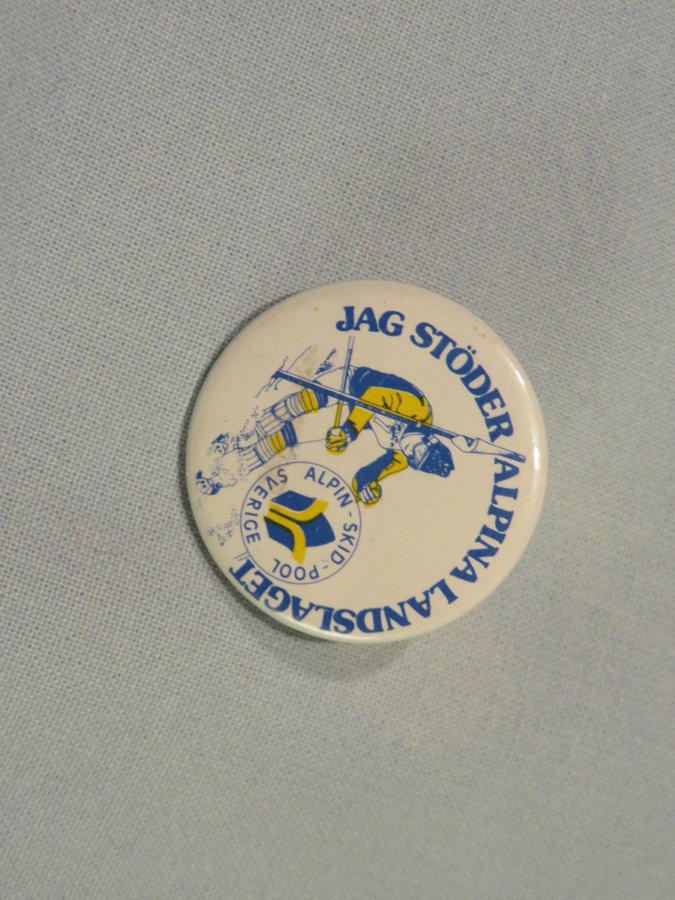 JAG STÖDER ALPINA LANDSLAGET
ALPIN-SKID-POOL
SVERIGE